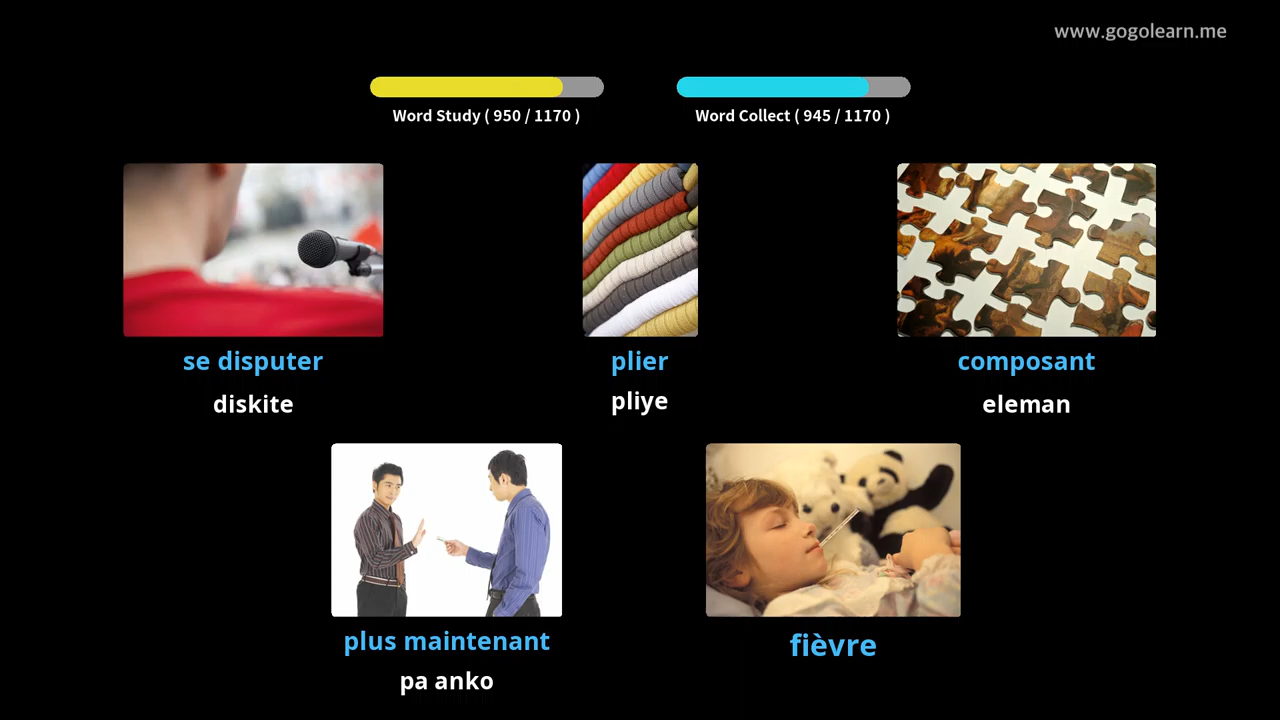 www.gogolearn.me
Word Study ( 950 / 1170 )
Word Collect ( 945 / 1170 )
se disputer
diskite
plier
pliye
composant
eleman
plus maintenant
pa anko
fièvre